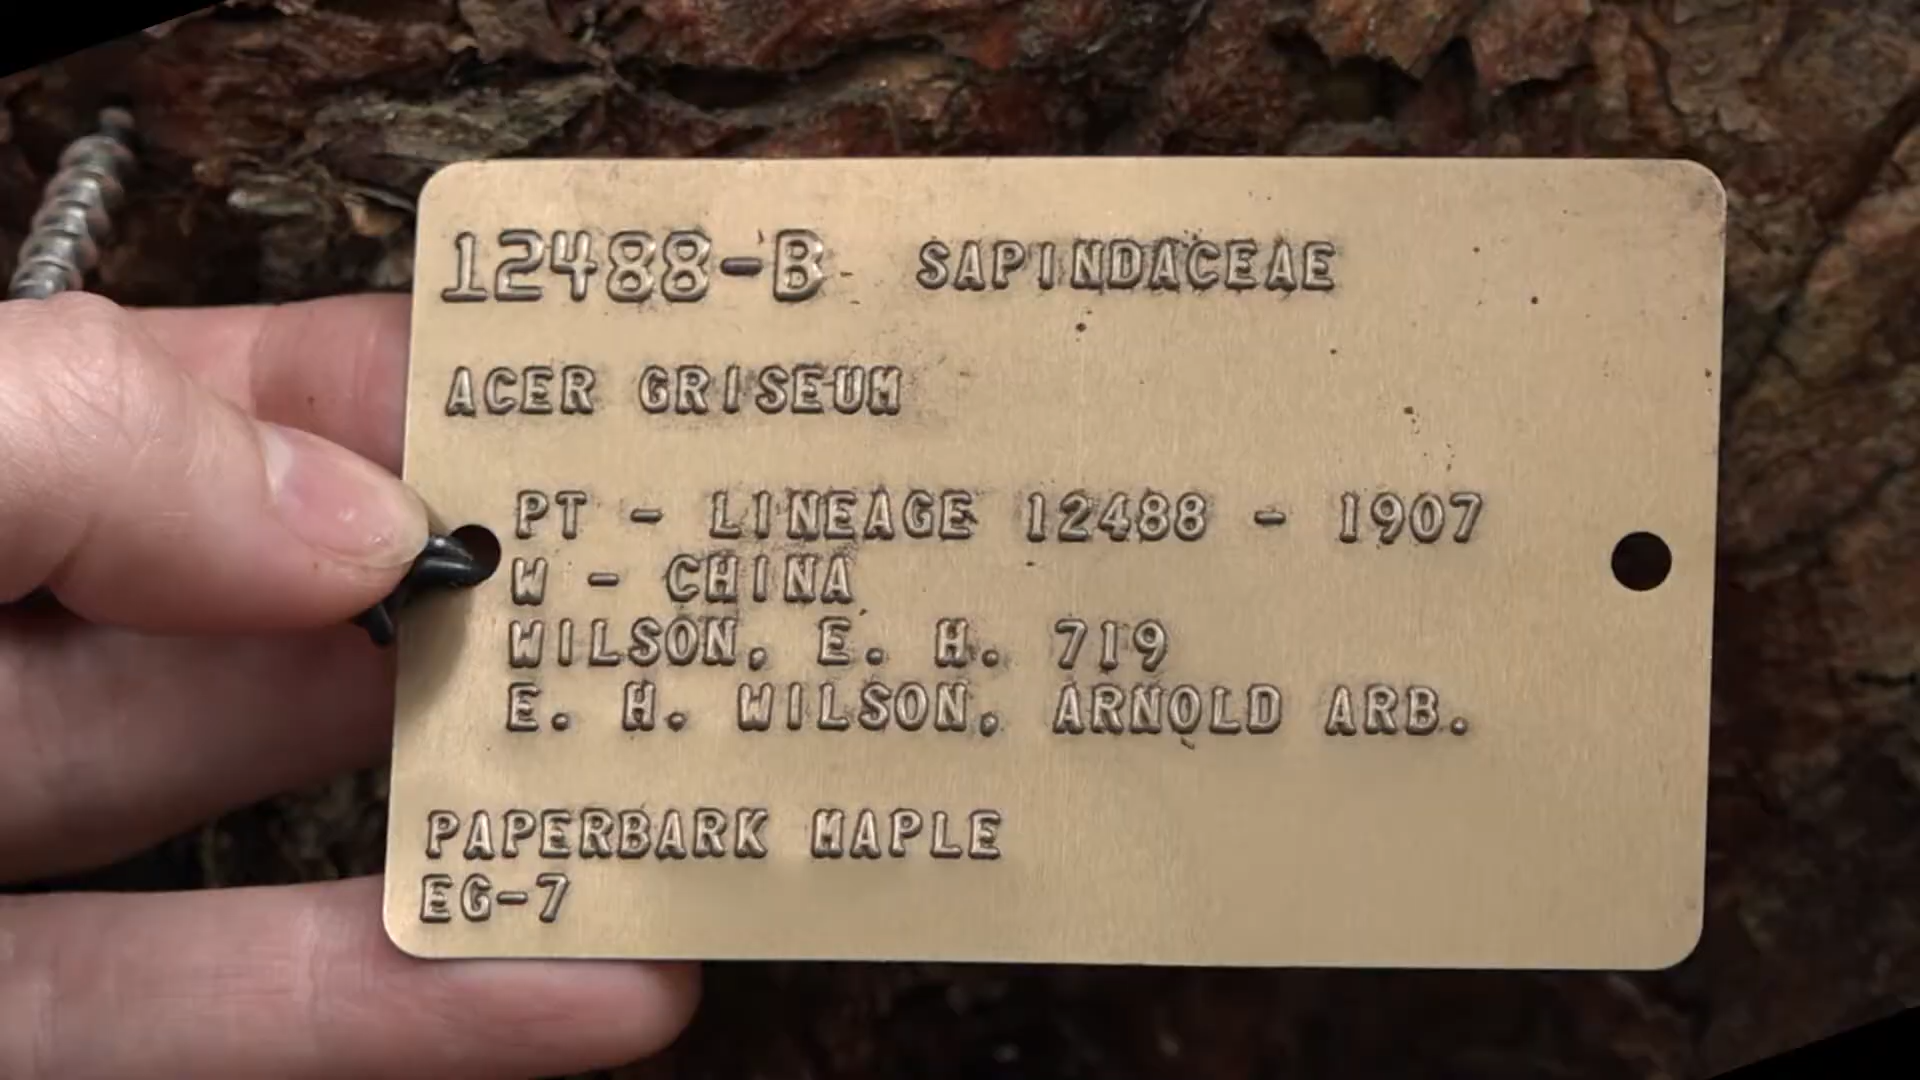 12488-B SAPINDACEAE
ACER GRISEUM
PT - LINEAGE 12488 - 1907
W - CHINA
WILSON, E. H. 719
E. H. WILSON, ARNOLD ARB.
PAPERBARK MAPLE
EG-7